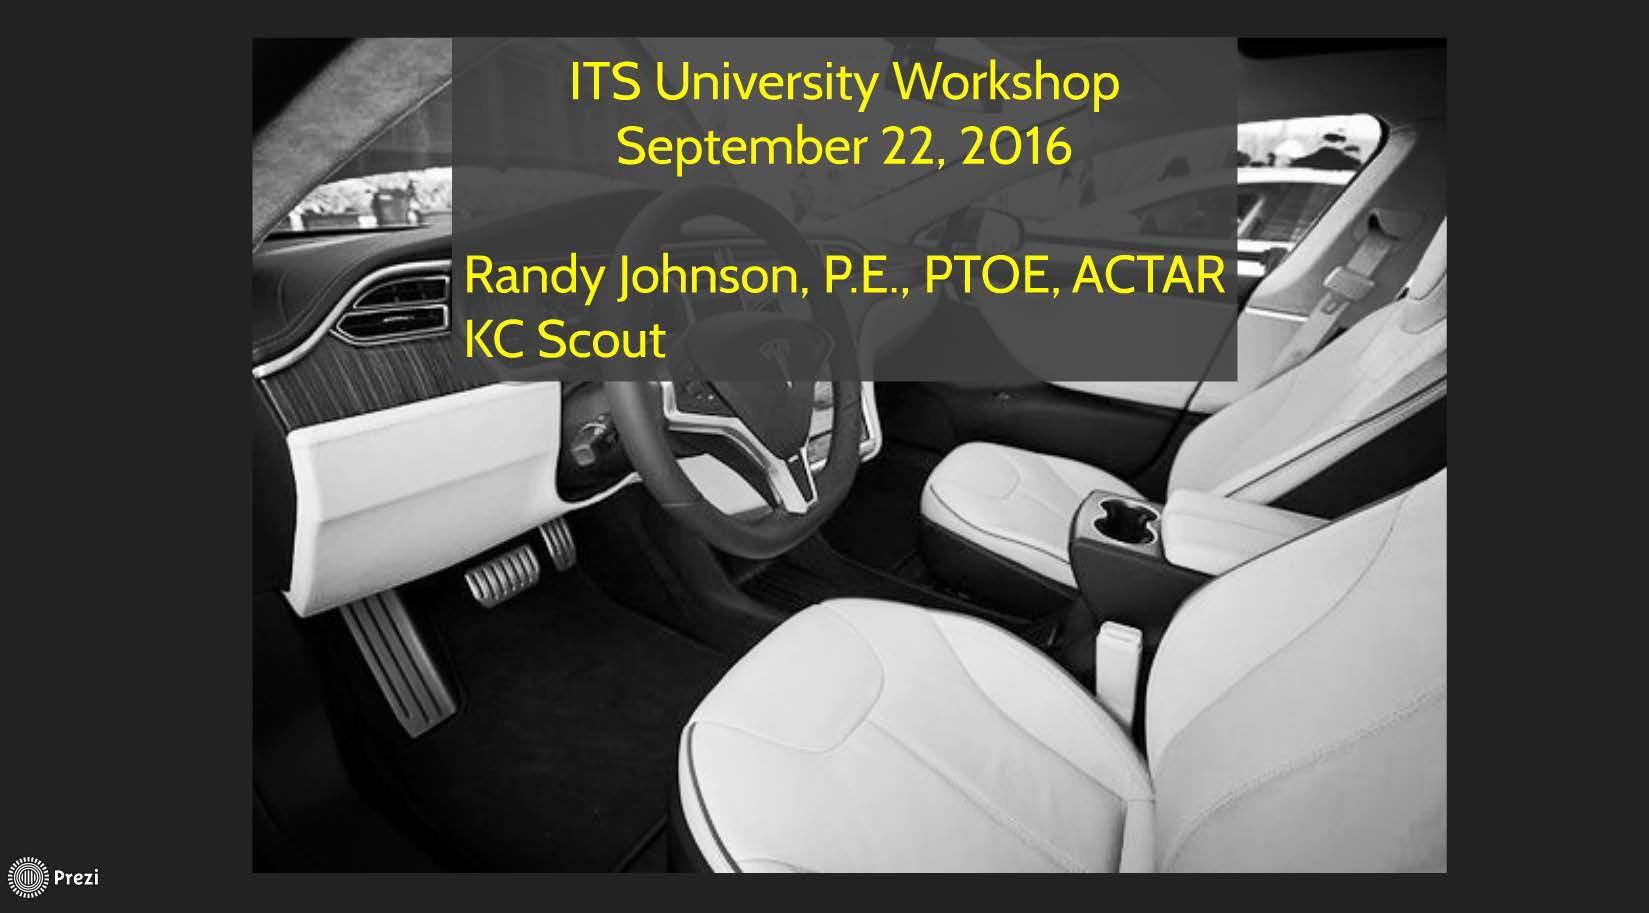 ITS University Workshop
September 22, 2016
Randy Johnson, P.E., PTOE, ACTAR
KC Scout
Prezi